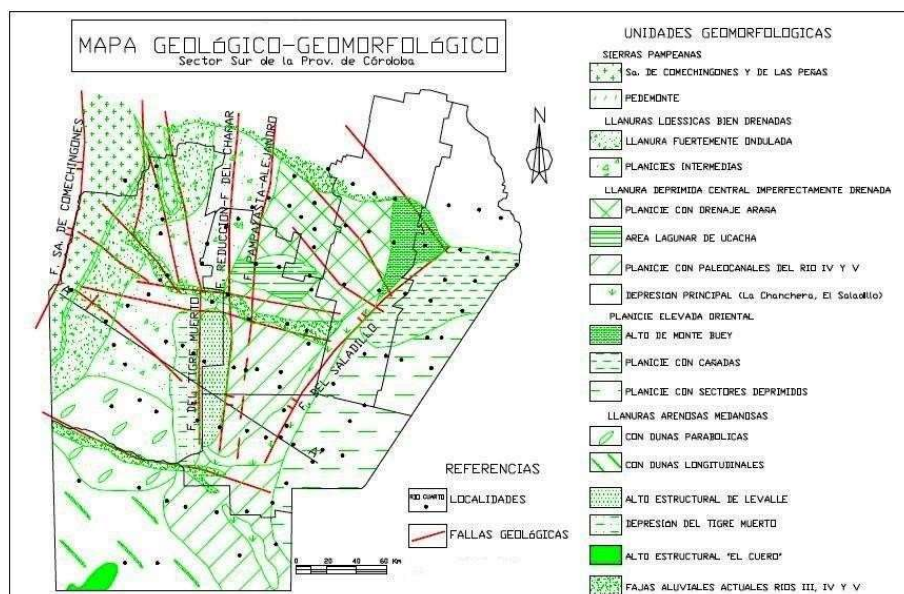 MAPA GEOLÓGICO-GEOMORFOLÓGICO
Sector Sur de la Prov. de Córdoba
N
F. SA. DE COMECHINGONES
F. REDUCCION-F. DEL CHAÑAR
F. PAMPAYASTA-ALEJANDRO
F. DEL TIGRE MUERTO
F. DEL SALADILLO
REFERENCIAS
RIO CUARTO
LOCALIDADES
FALLAS GEOLÓGICAS
0 20 40 60 KM
UNIDADES GEOMORFOLOGICAS
SIERRAS PAMPEANAS
Sa. DE COMECHINGONES Y DE LAS PEÑAS
PEDEMONTE
LLANURAS LOESSICAS BIEN DRENADAS
LLANURA FUERTEMENTE ONDULADA
PLANICIES INTERMEDIAS
LLANURA DEPRIMIDA CENTRAL IMPERFECTAMENTE DRENADA
PLANICIE CON DRENAJE ARAÑA
AREA LAGUNAR DE UCACHA
PLANICIE CON PALEOCANALES DEL RIO IV Y V
DEPRESION PRINCIPAL (La Chanchera, El Saladillo)
PLANICIE ELEVADA ORIENTAL
ALTO DE MONTE BUEY
PLANICIE CON CAÑADAS
PLANICIE CON SECTORES DEPRIMIDOS
LLANURAS ARENOSAS MEDANOSAS
CON DUNAS PARABOLICAS
CON DUNAS LONGITUDINALES
ALTO ESTRUCTURAL DE LEVALLE
DEPRESION DEL TIGRE MUERTO
ALTO ESTRUCTURAL "EL CUERO"
FAJAS ALUVIALES ACTUALES RIOS III, IV Y V